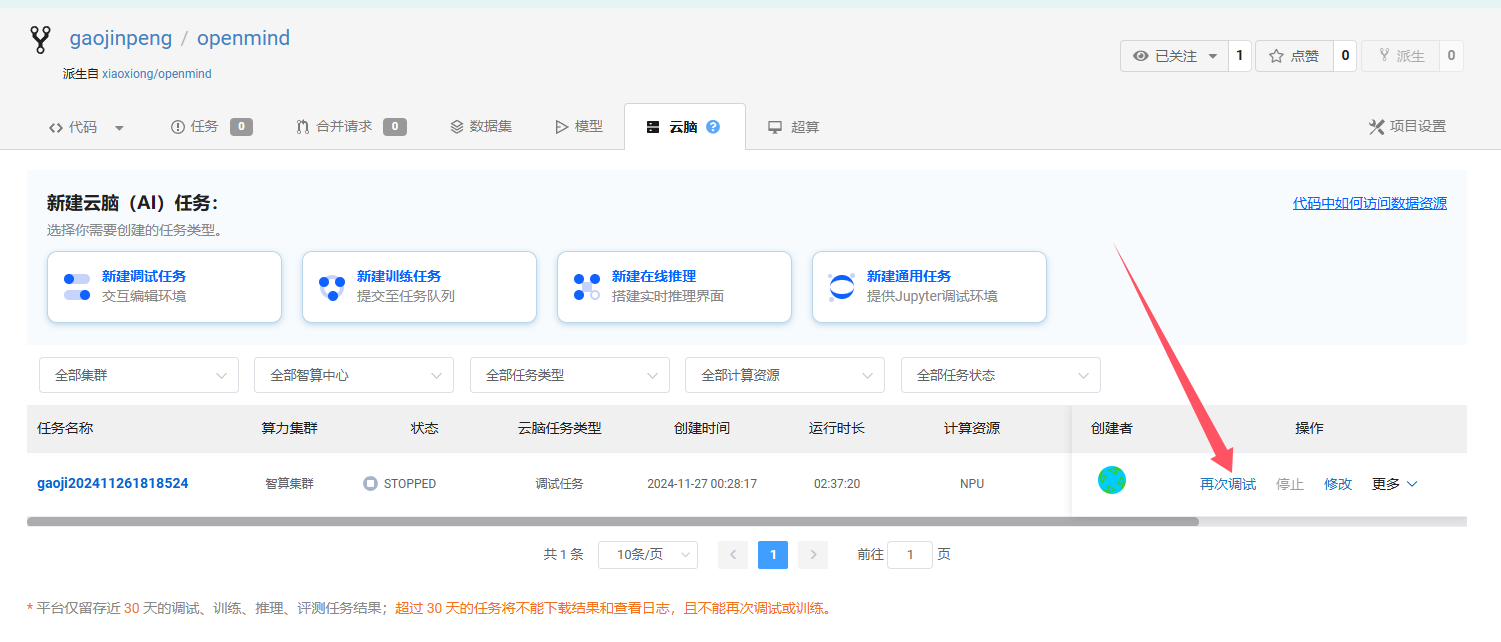 gaojinpeng / openmind
派生自 xiaoxiong/openmind
已关注 1 点赞 0 派生 0
代码 任务 0 合并请求 0 数据集 模型 云脑 ? 超算 项目设置
新建云脑（AI）任务：
选择你需要创建的任务类型。
代码中如何访问数据资源
新建调试任务
交互编辑环境
新建训练任务
提交至任务队列
新建在线推理
搭建实时推理界面
新建通用任务
提供Jupyter调试环境
全部集群 全部智算中心 全部任务类型 全部计算资源 全部任务状态
任务名称 算力集群 状态 云脑任务类型 创建时间 运行时长 计算资源 创建者 操作
gaoji202411261818524 智算集群 STOPPED 调试任务 2024-11-27 00:28:17 02:37:20 NPU 再次调试 停止 修改 更多
共 1 条 10条/页 1 前往 1 页
* 平台仅留存近 30 天的调试、训练、推理、评测任务结果；超过 30 天的任务将不能下载结果和查看日志，且不能再次调试或训练。